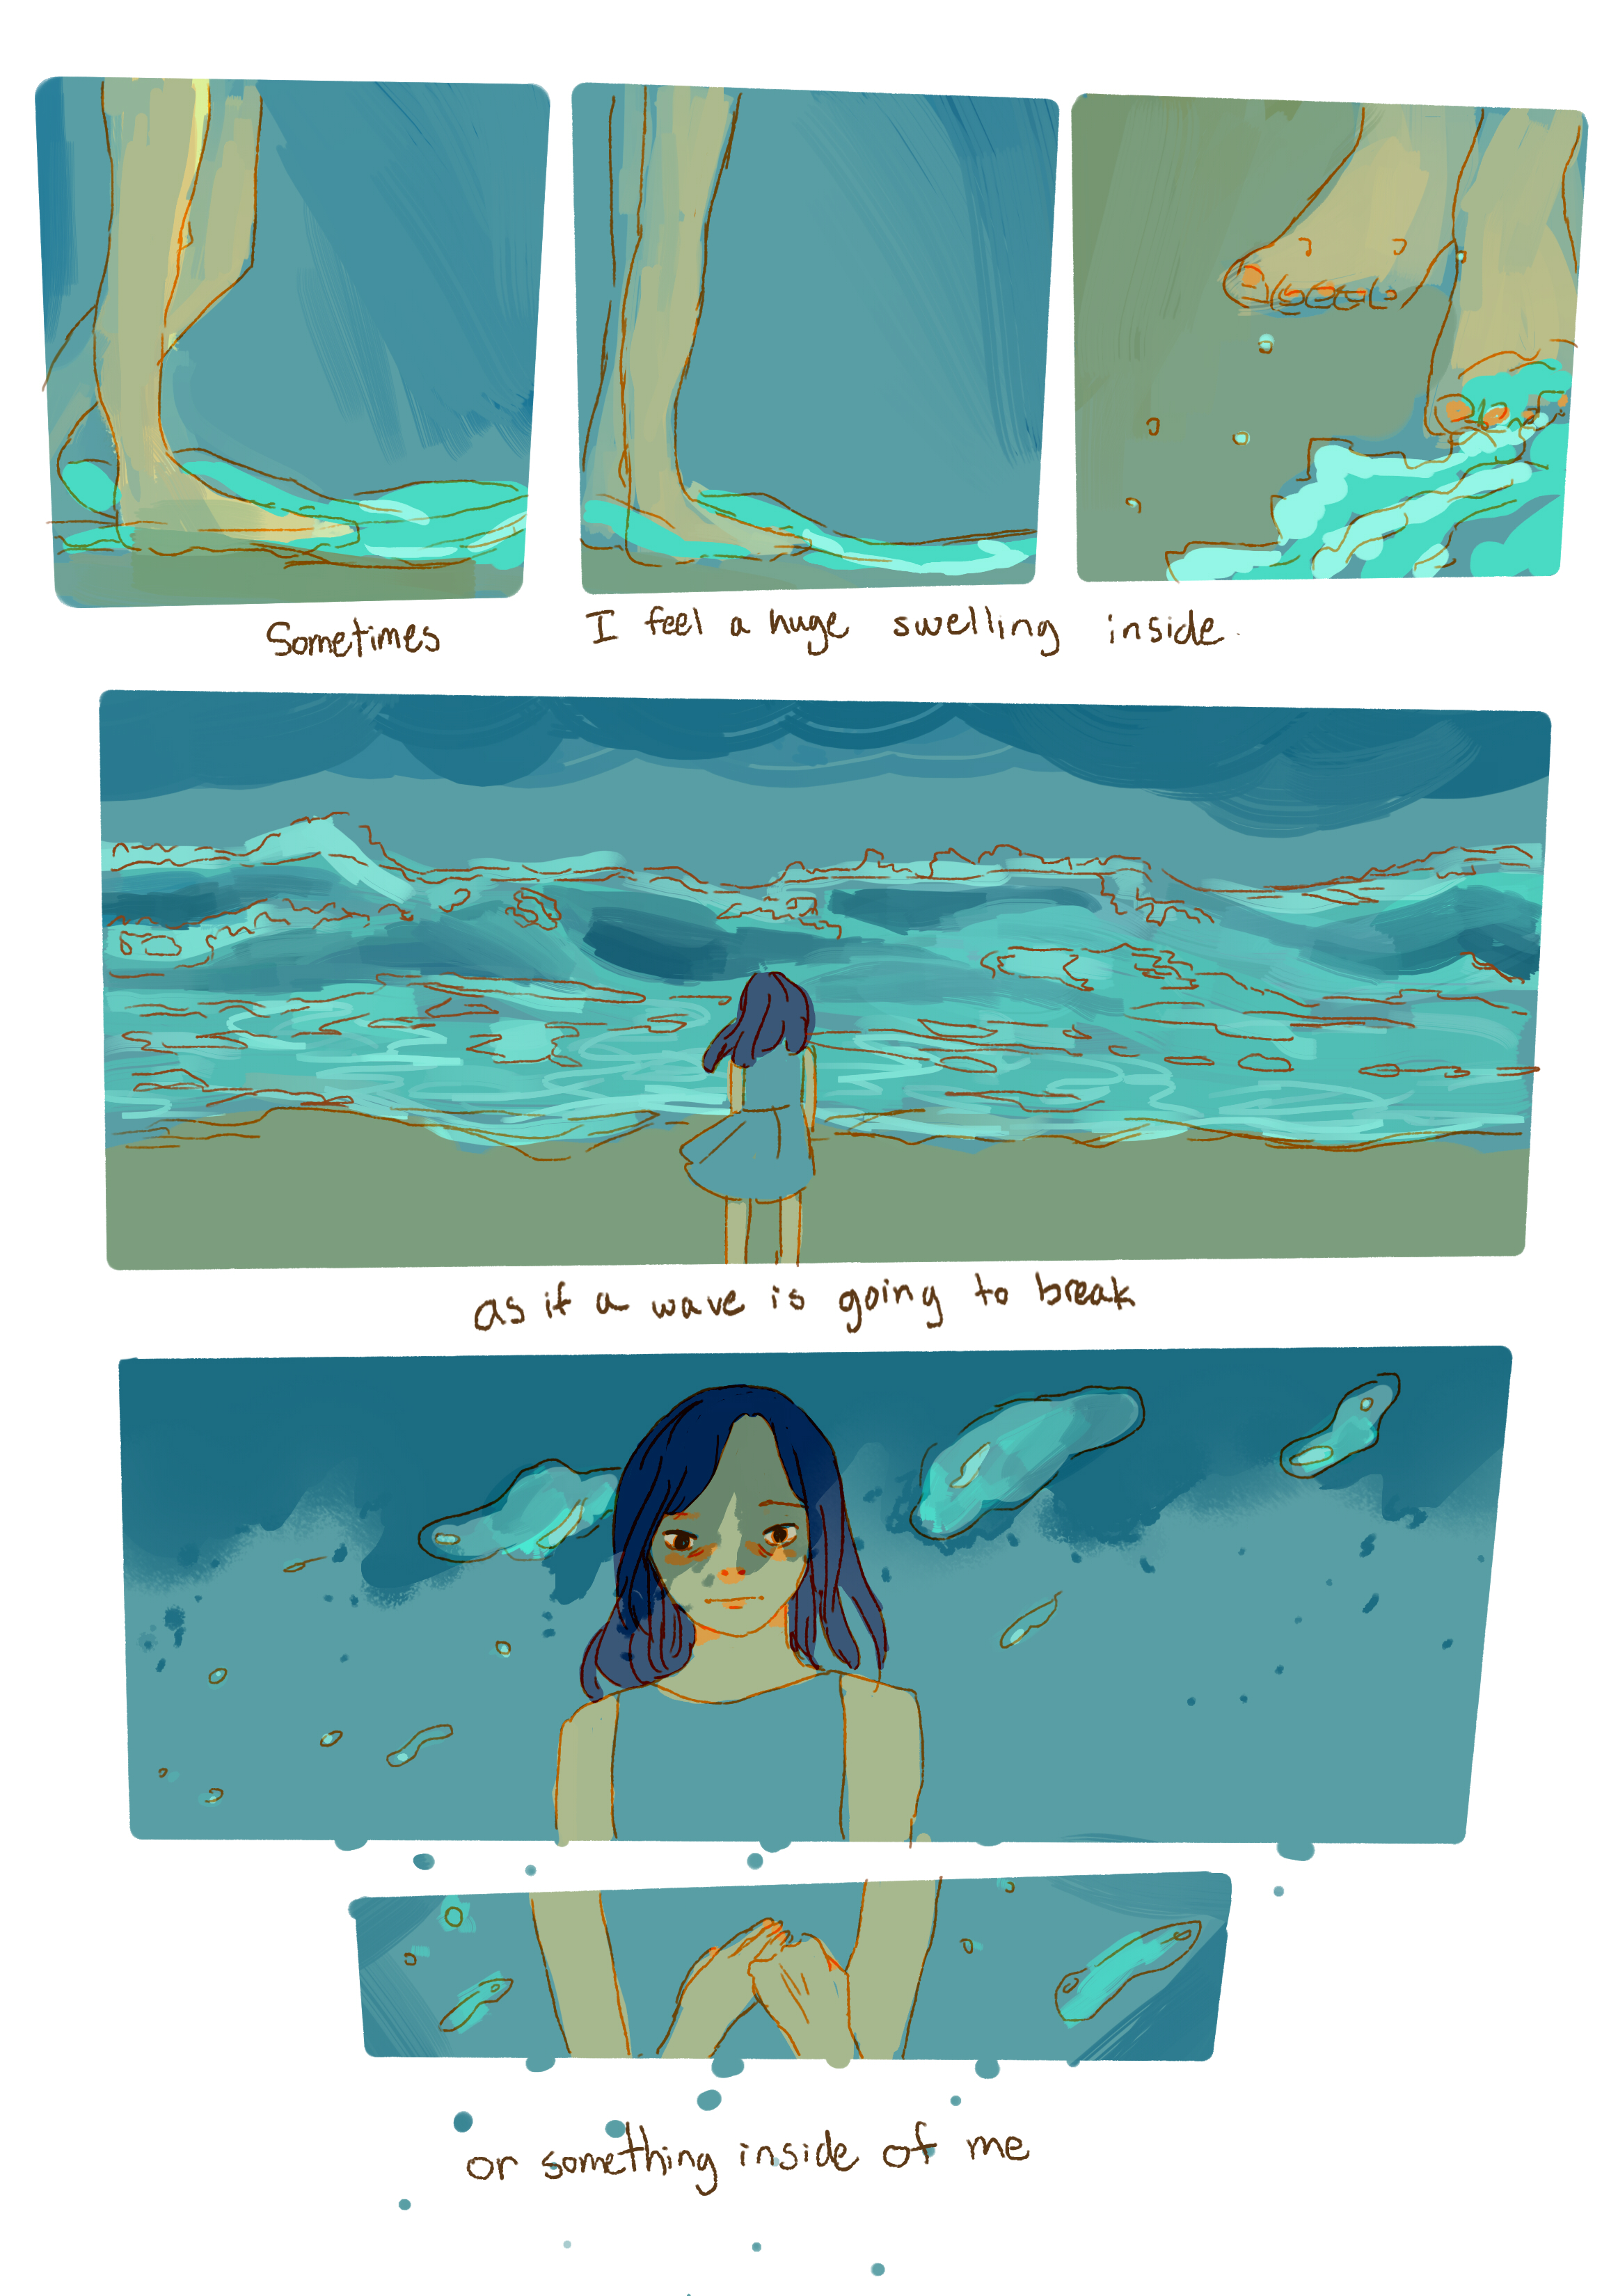 Sometimes I feel a huge swelling inside.
as if a wave is going to break
or something inside of me